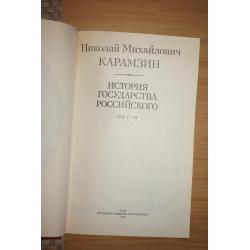 Николай Михайлович
КАРАМЗИН
ИСТОРИЯ
ГОСУДАРСТВА
РОССИЙСКОГО